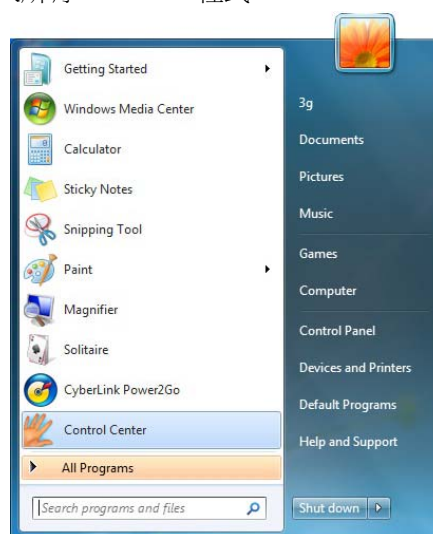 程式
Getting Started
Windows Media Center
Calculator
Sticky Notes
Snipping Tool
Paint
Magnifier
Solitaire
CyberLink Power2Go
Control Center
All Programs
Search programs and files
3g
Documents
Pictures
Music
Games
Computer
Control Panel
Devices and Printers
Default Programs
Help and Support
Shut down